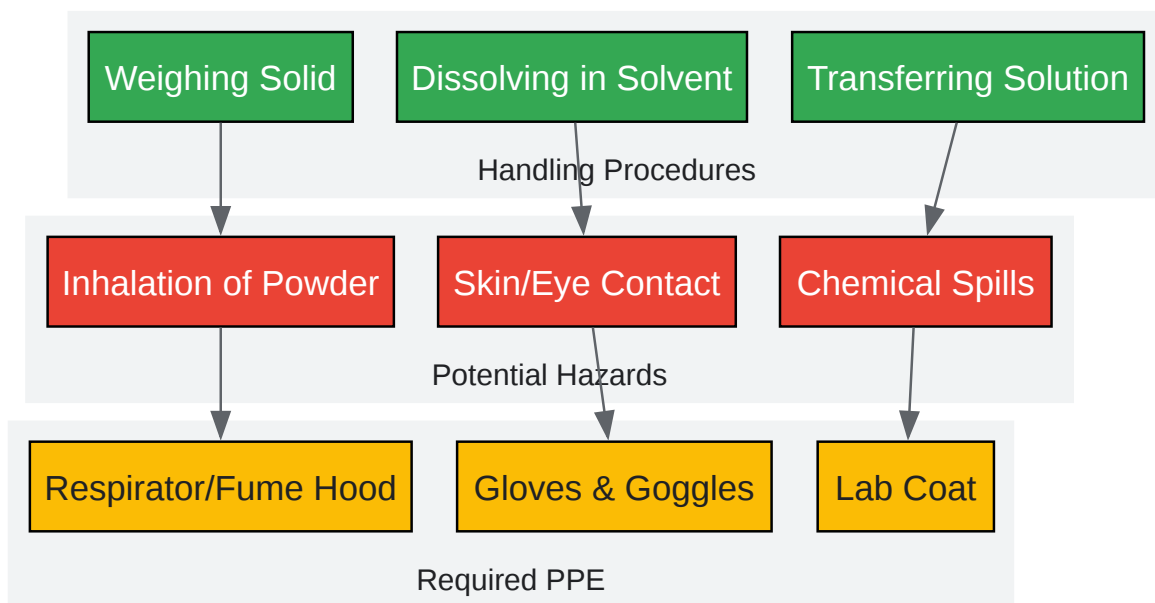 Weighing Solid
Dissolving in Solvent
Transferring Solution
Handling Procedures
Inhalation of Powder
Skin/Eye Contact
Chemical Spills
Potential Hazards
Respirator/Fume Hood
Gloves & Goggles
Lab Coat
Required PPE